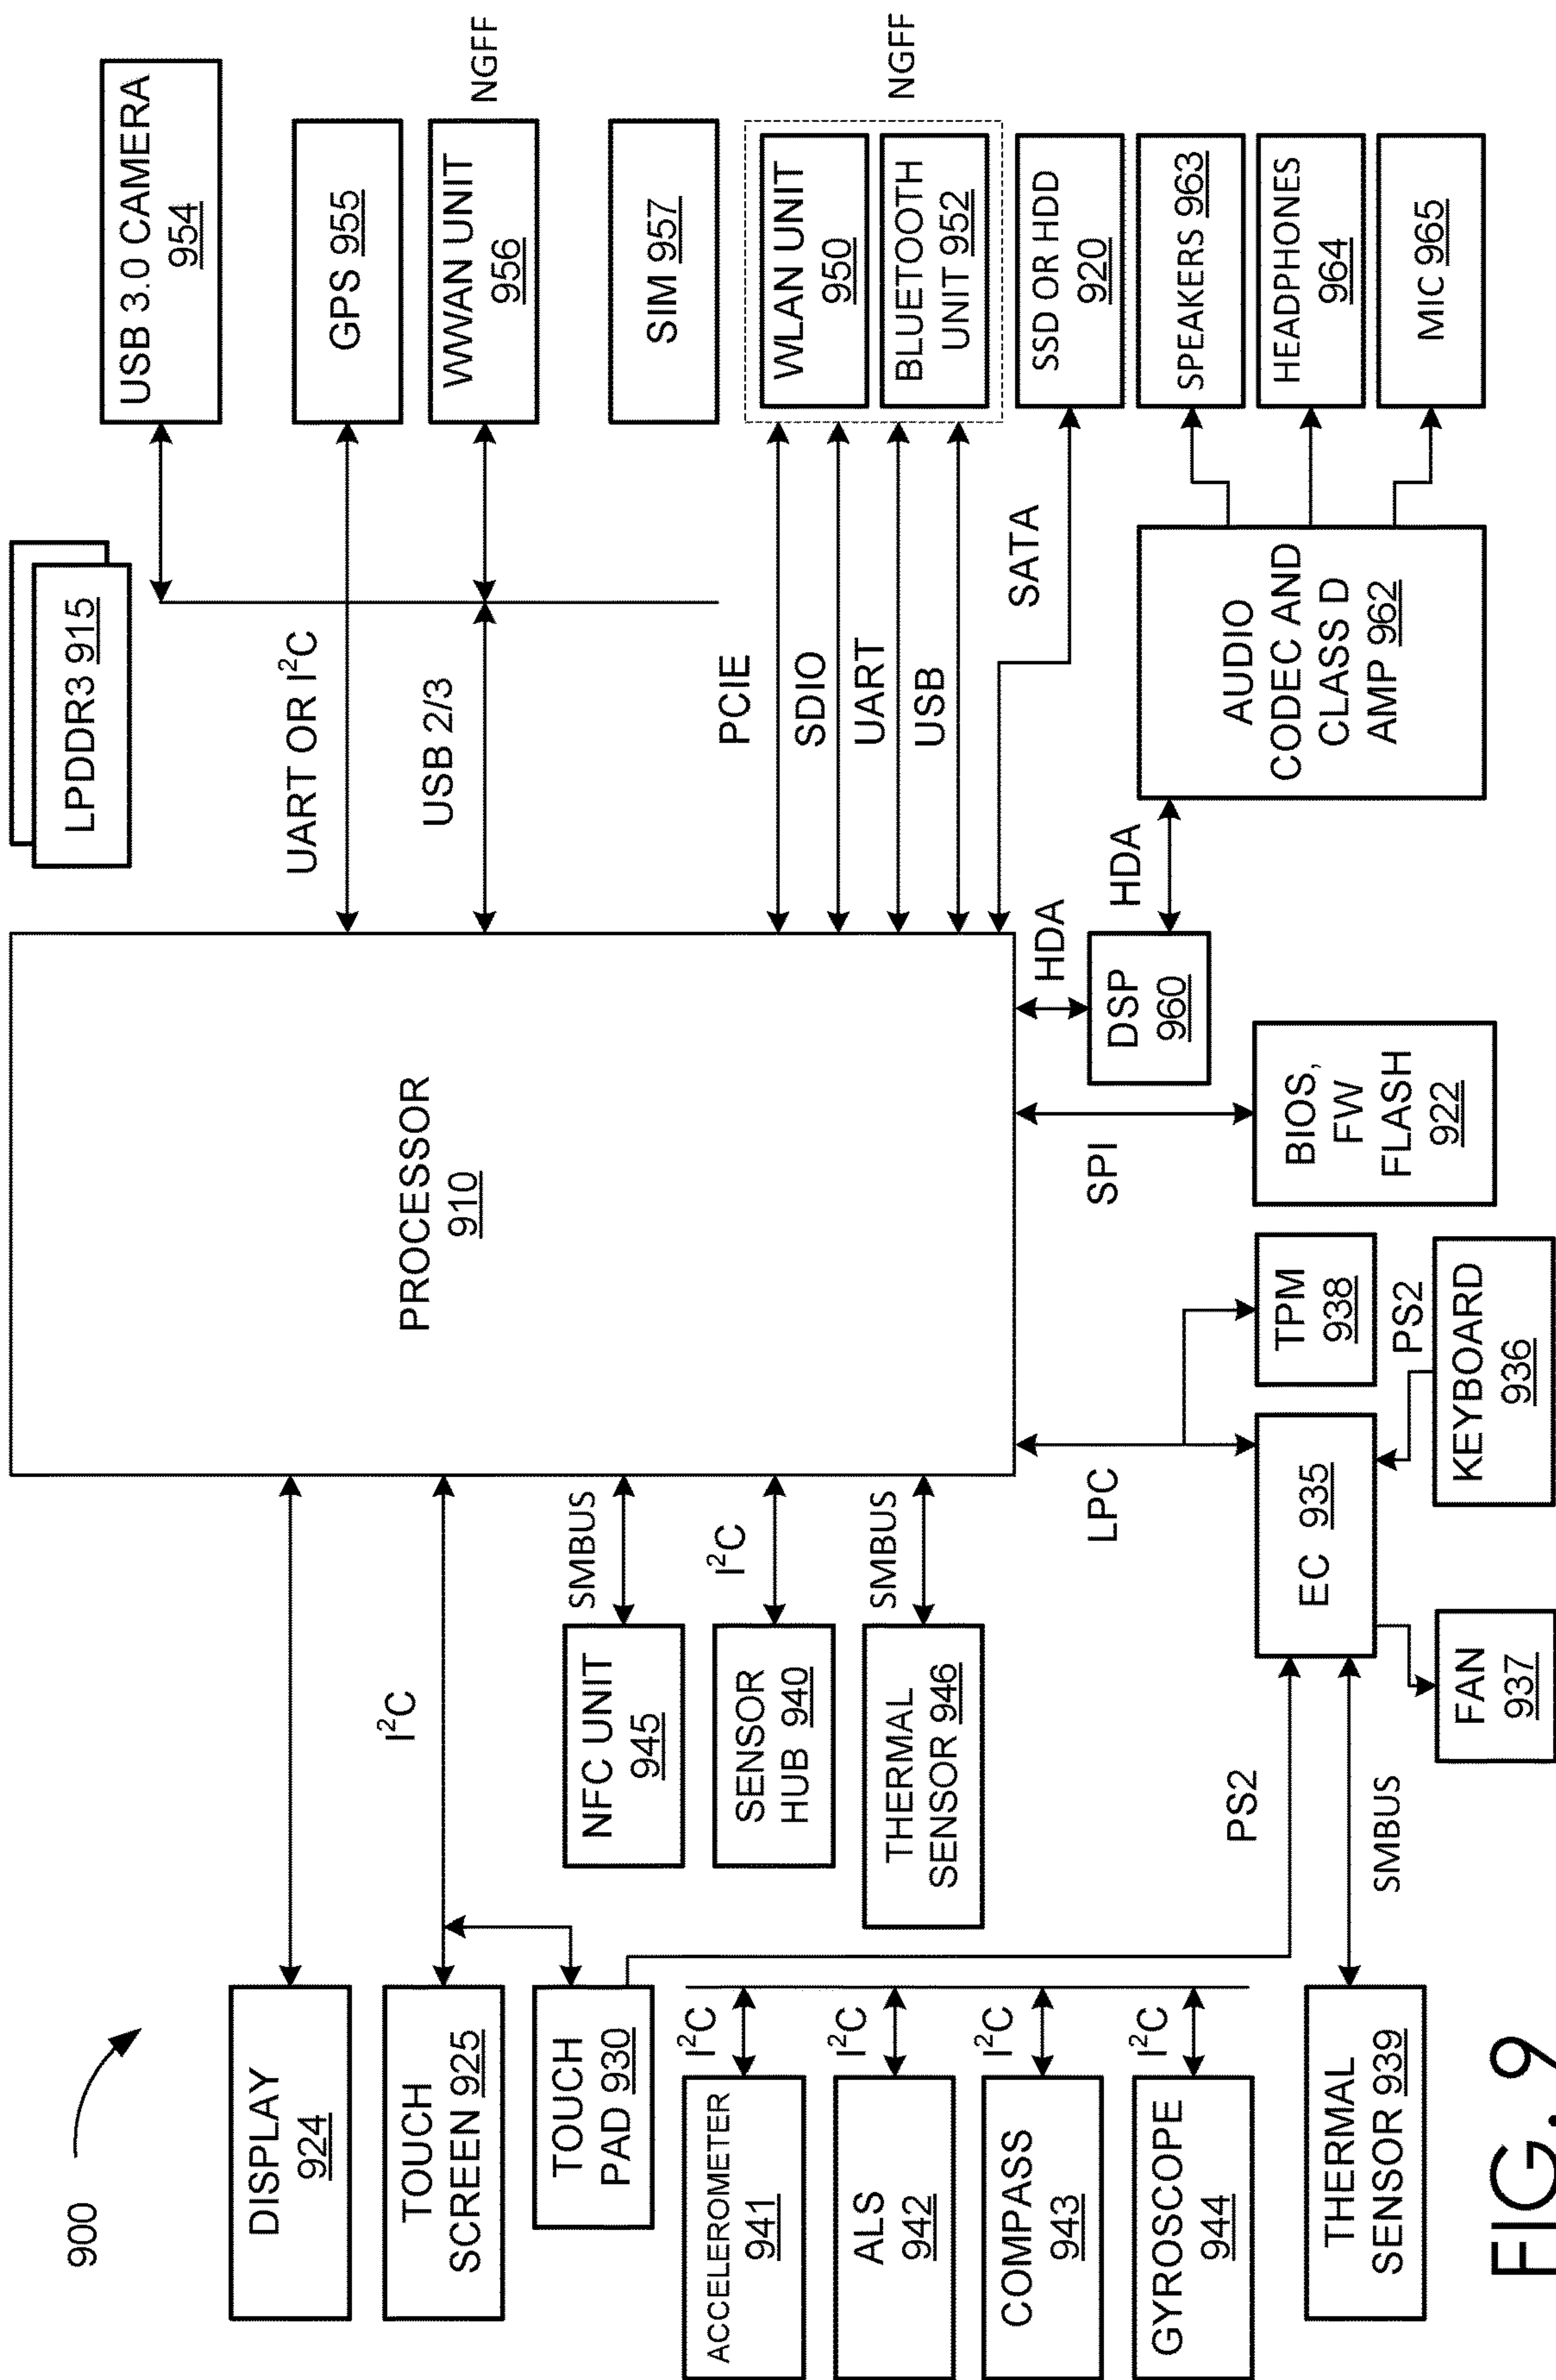 900
DISPLAY
924
TOUCH
SCREEN 925
TOUCH
PAD 930
ACCELEROMETER
941
ALS
942
COMPASS
943
GYROSCOPE
944
THERMAL
SENSOR 939
I²C
I²C
I²C
I²C
I²C
NFC UNIT
945
SENSOR
HUB 940
THERMAL
SENSOR 946
SMBUS
I²C
SMBUS
PS2
SMBUS
FAN
937
EC 935
LPC
KEYBOARD
936
PS2
TPM
938
PROCESSOR
910
SPI
BIOS,
FW
FLASH
922
DSP
960
HDA
HDA
LPDDR3 915
UART OR I²C
USB 2/3
PCIE
SDIO
UART
USB
SATA
AUDIO
CODEC AND
CLASS D
AMP 962
USB 3.0 CAMERA
954
GPS 955
WWAN UNIT
956
NGFF
SIM 957
WLAN UNIT
950
BLUETOOTH
UNIT 952
NGFF
SSD OR HDD
920
SPEAKERS 963
HEADPHONES
964
MIC 965
FIG. 9